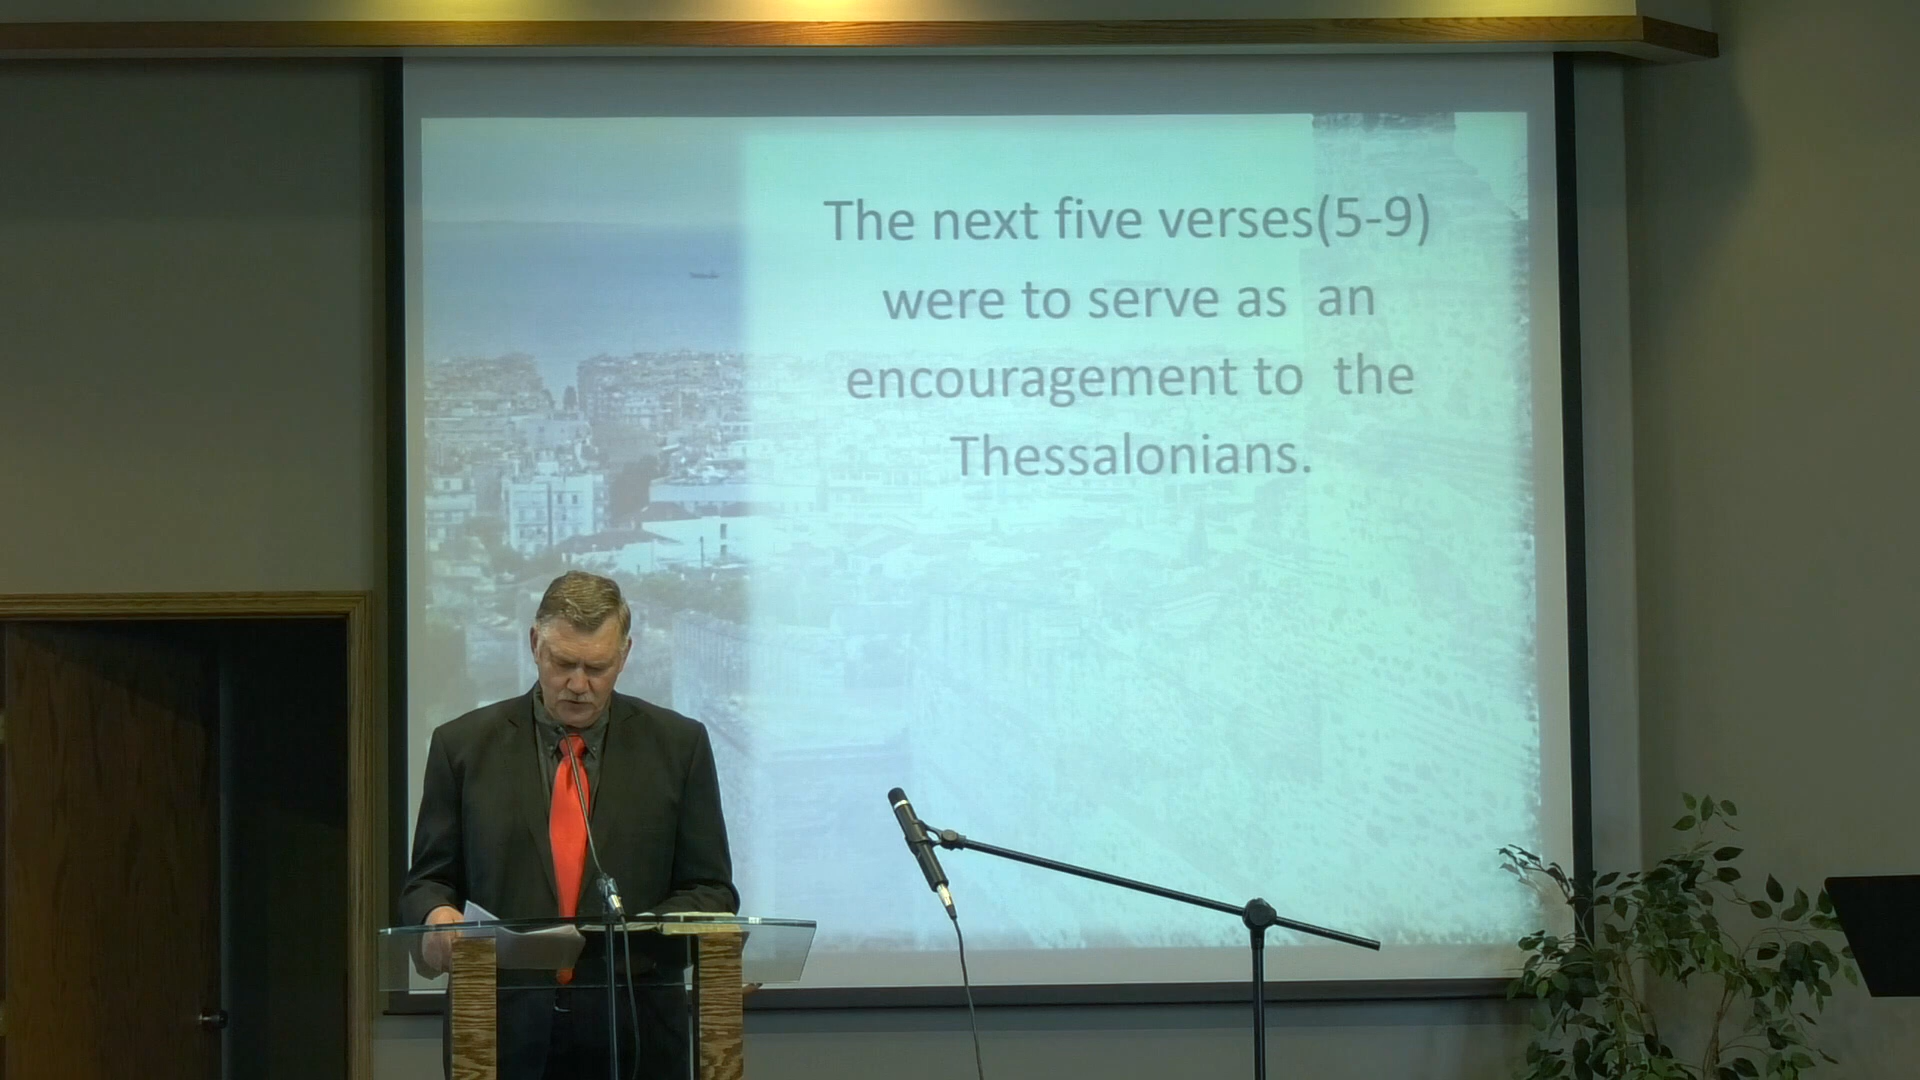 The next five verses(5-9)
were to serve as  an
encouragement to  the
Thessalonians.